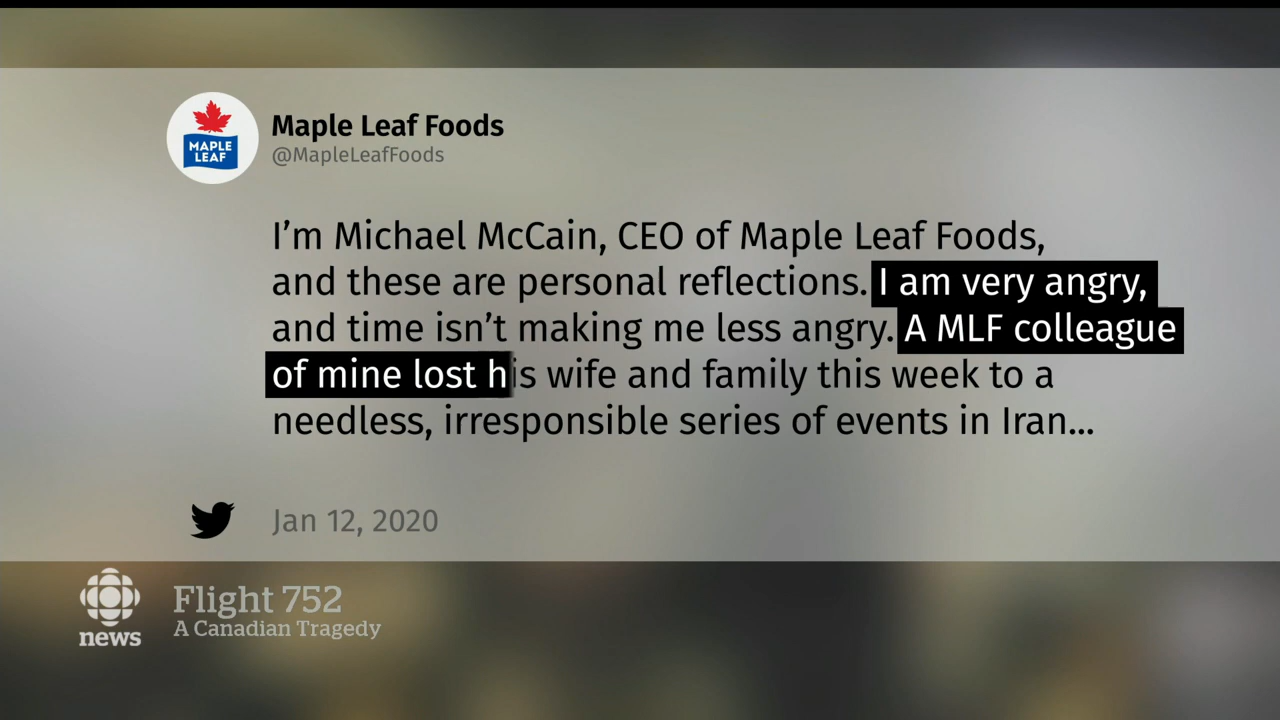 MAPLE
LEAF
Maple Leaf Foods
@MapleLeafFoods
I’m Michael McCain, CEO of Maple Leaf Foods,
and these are personal reflections. I am very angry,
and time isn’t making me less angry. A MLF colleague
of mine lost his wife and family this week to a
needless, irresponsible series of events in Iran...
Jan 12, 2020
Flight 752
A Canadian Tragedy
news